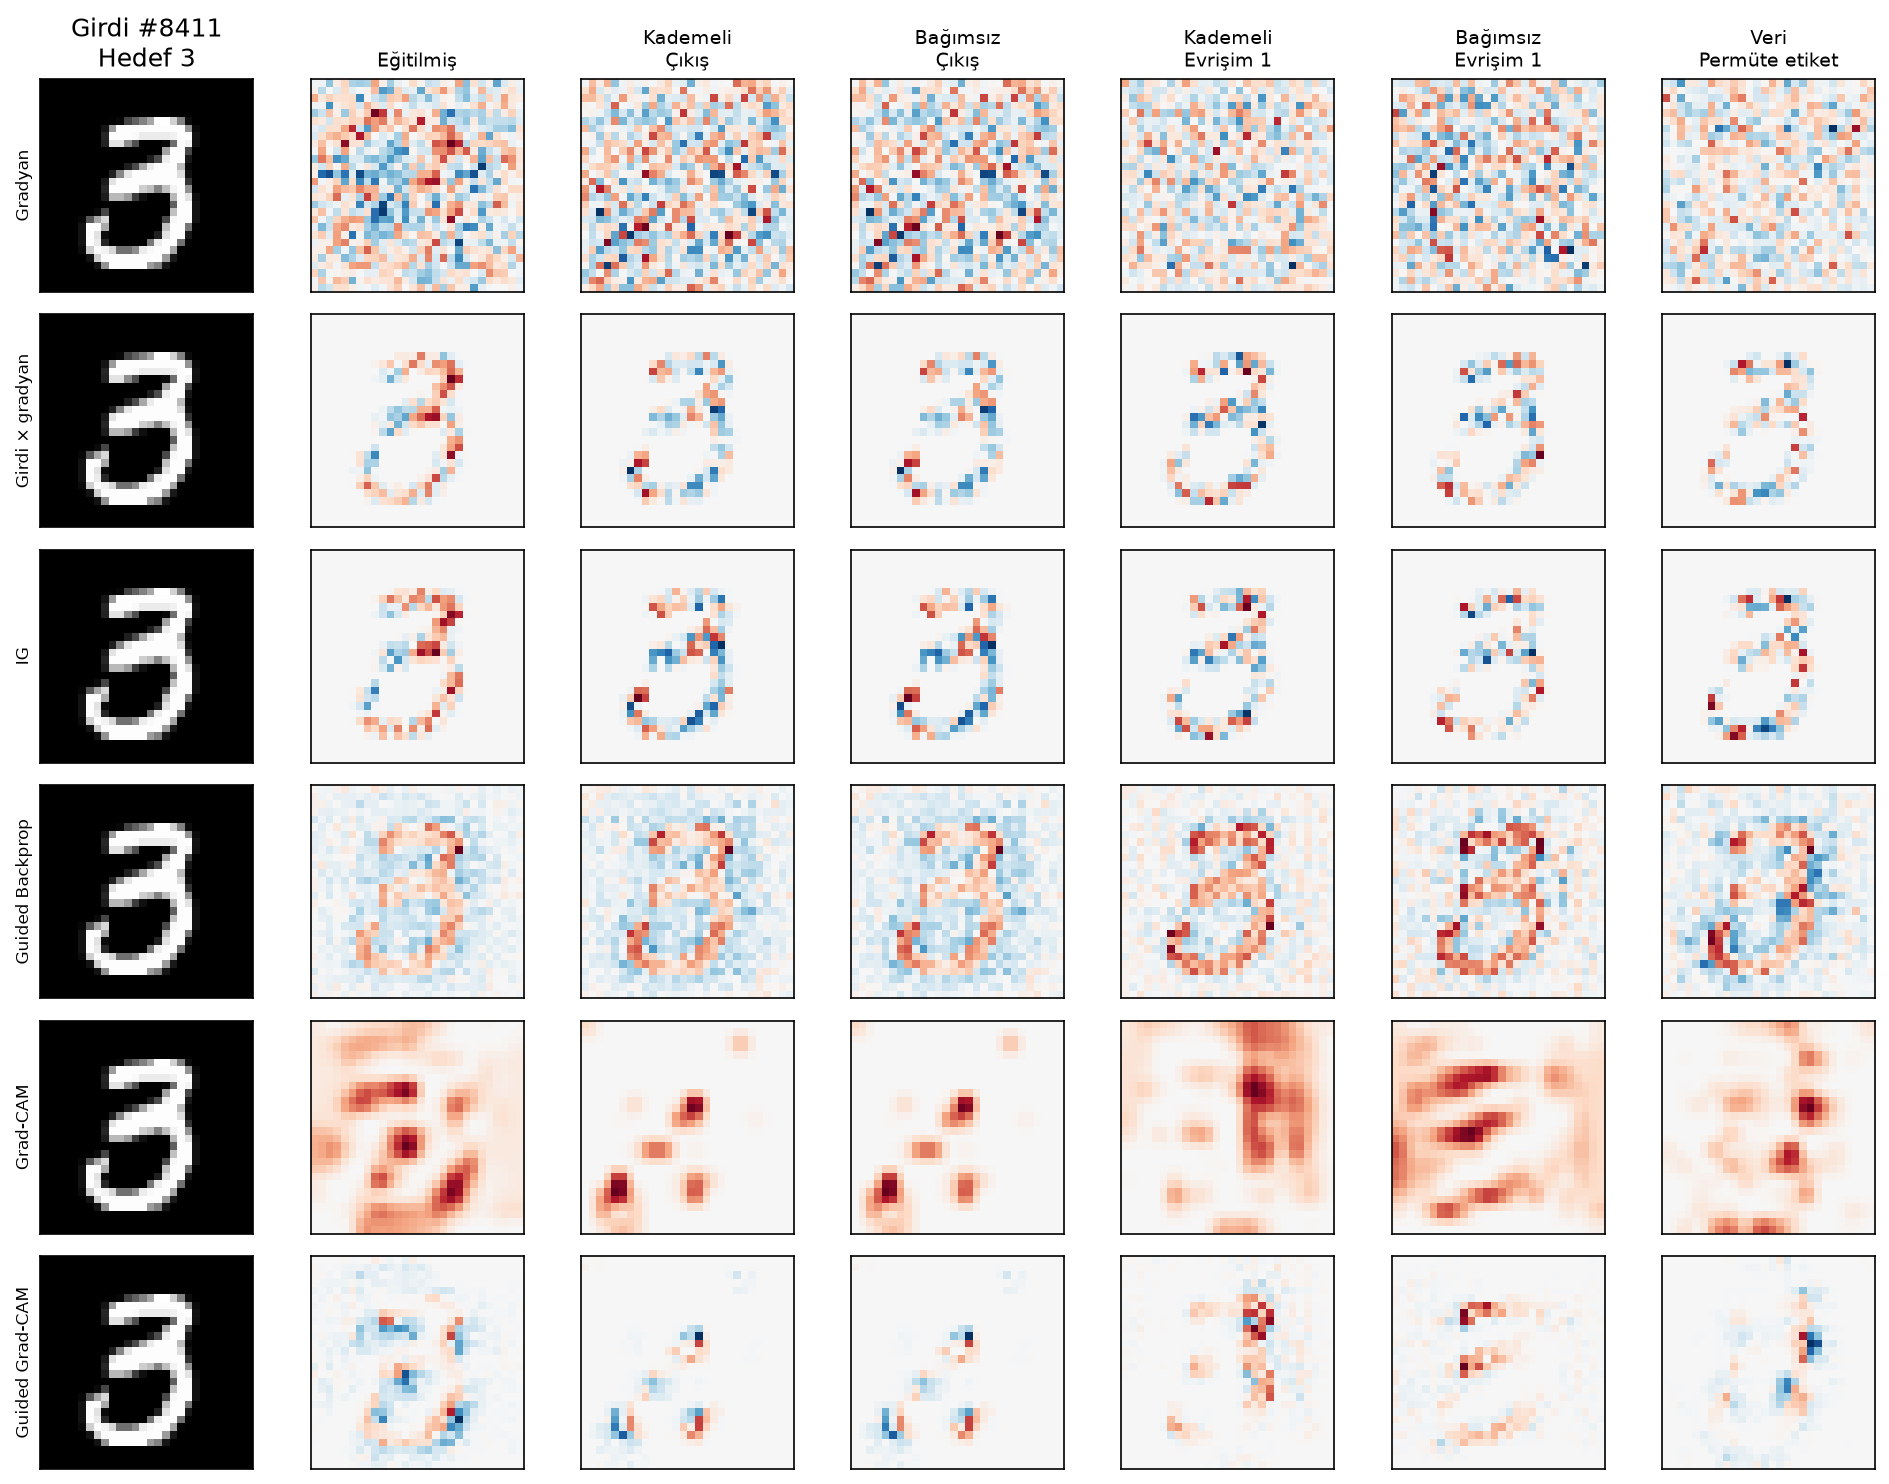 Girdi #8411
Hedef 3
Eğitilmiş
Kademeli
Çıkış
Bağımsız
Çıkış
Kademeli
Evrişim 1
Bağımsız
Evrişim 1
Veri
Permüte etiket
Gradyan
Girdi × gradyan
IG
Guided Backprop
Grad-CAM
Guided Grad-CAM